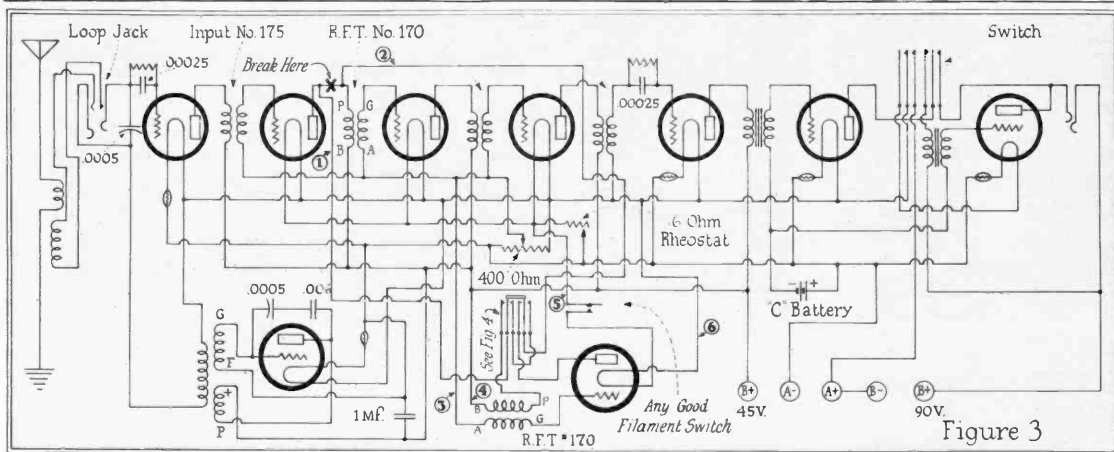 Loop Jack
Input No. 175
R.F.T. No. 170
②
Switch
.00025
Break Here
X
.00025
P G
.0005
①
B A
6 Ohm
Rheostat
400 Ohm
.0005
⑤
- +
"C" Battery
G
See Fig. 4
⑥
F
+
P
1 Mf.
③
④
B P
A G
R.F.T #170
Any Good
Filament Switch
B+ A- A+ B- B+
45V. 90V.
Figure 3